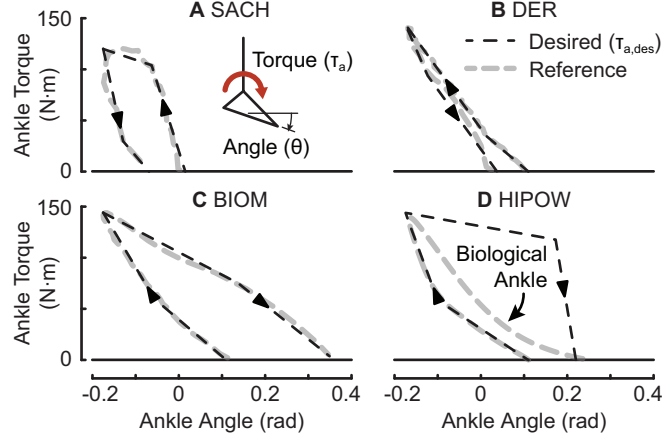 A SACH
B DER
150
Ankle Torque
(N·m)
0
Torque (τa)
Angle (θ)
Desired (τa,des)
Reference
C BIOM
D HIPOW
150
Ankle Torque
(N·m)
0
Biological
Ankle
-0.2 0 0.2 0.4
-0.2 0 0.2 0.4
Ankle Angle (rad)
Ankle Angle (rad)